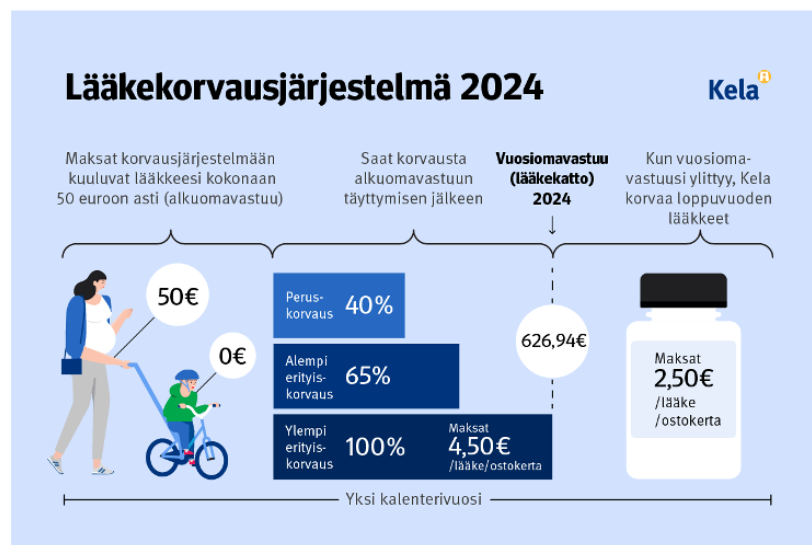 Lääkekorvausjärjestelmä 2024
Kela
Maksat korvausjärjestelmään
kuuluvat lääkkeesi kokonaan
50 euroon asti (alkuomavastuu)
Saat korvausta
alkuomavastuun
täyttymisen jälkeen
Vuosiomavastuu
(lääkekatto)
2024
Kun vuosioma-
vastuusi ylittyy, Kela
korvaa loppuvuoden
lääkkeet
50€
0€
Perus-
korvaus
40%
Alempi
erityis-
korvaus
65%
Ylempi
erityis-
korvaus
100%
Maksat
4,50€
/lääke/ostokerta
626,94€
Maksat
2,50€
/lääke
/ostokerta
Yksi kalenterivuosi